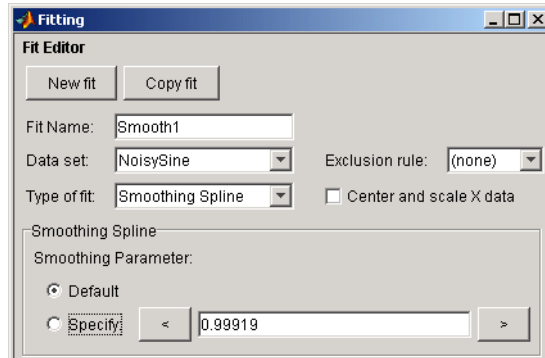 Fitting
Fit Editor
New fit Copy fit
Fit Name: Smooth1
Data set: NoisySine Exclusion rule: (none)
Type of fit: Smoothing Spline Center and scale X data
Smoothing Spline
Smoothing Parameter:
Default
Specify: < 0.99919 >